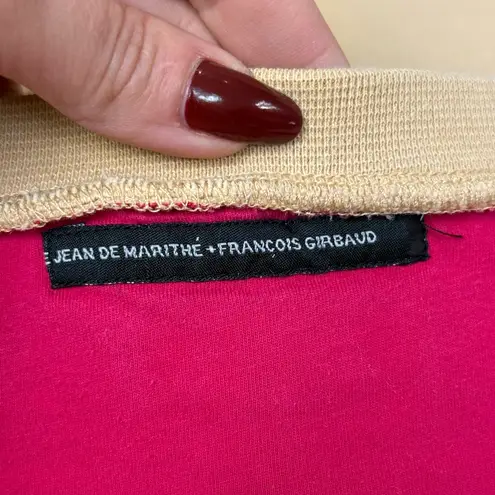 E JEAN DE MARITHÉ + FRANÇOIS GIRBAUD